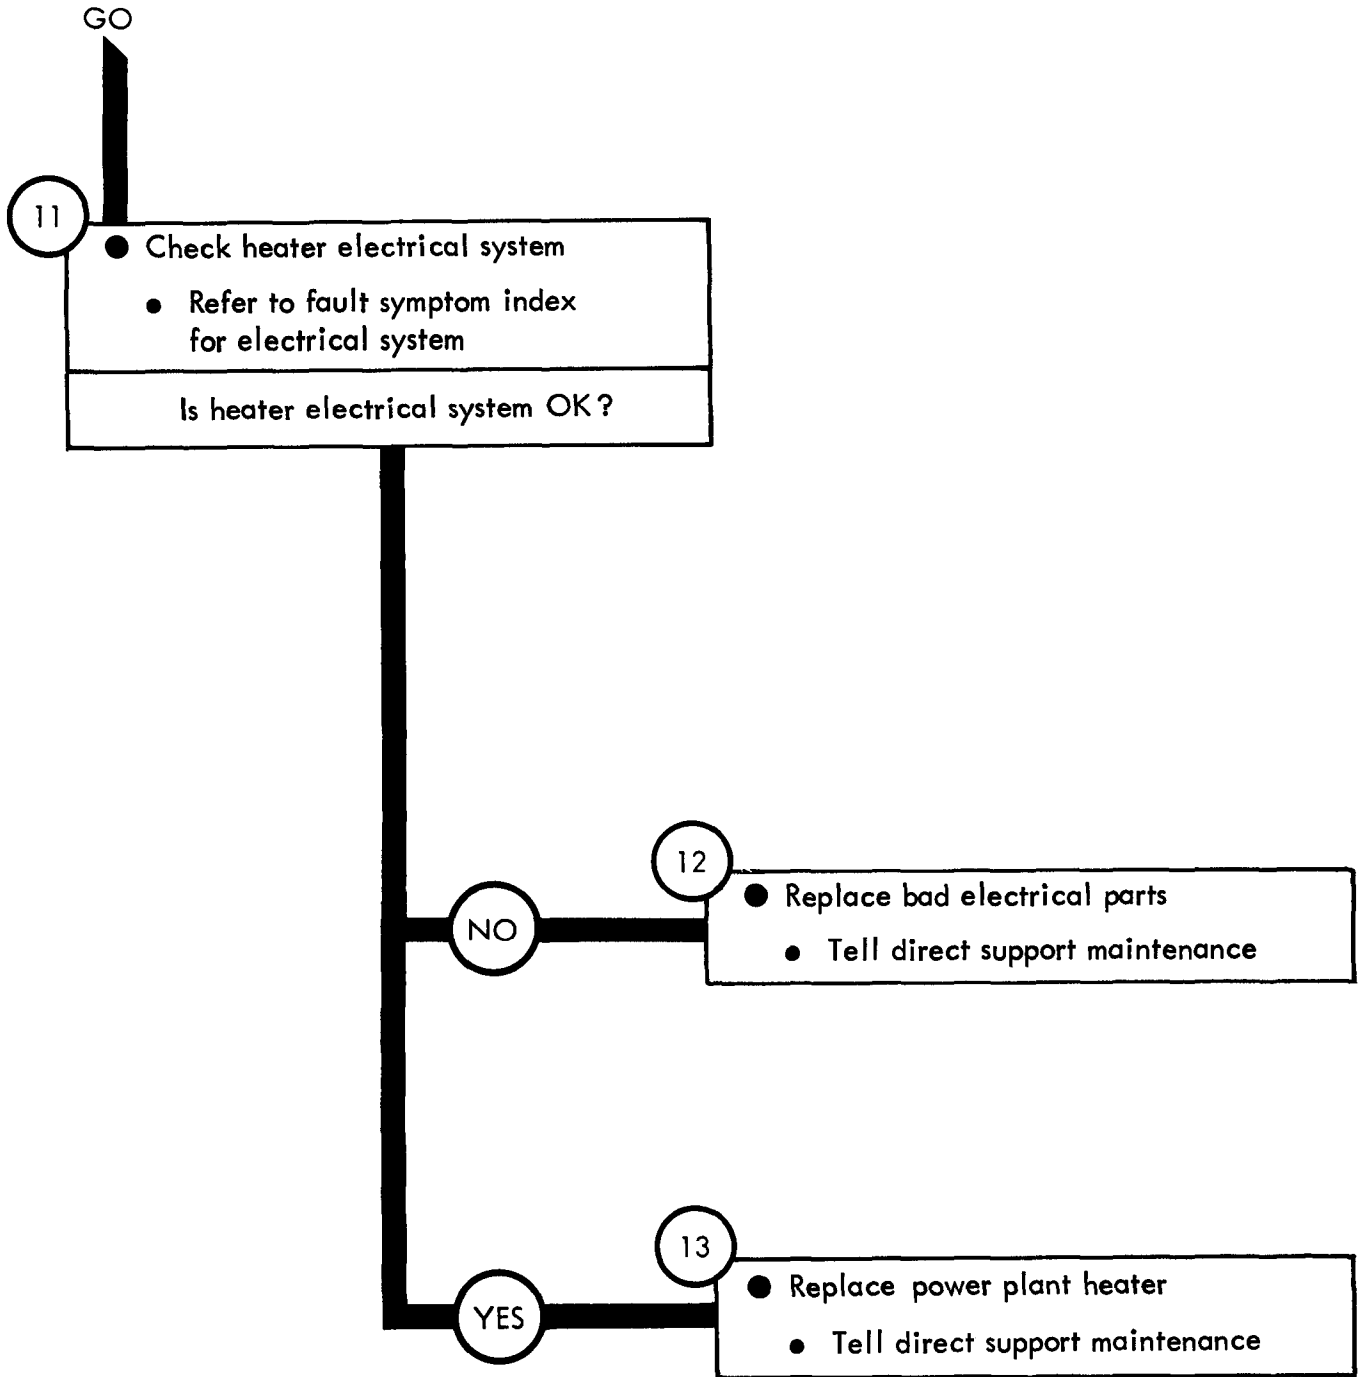 GO
11
● Check heater electrical system
● Refer to fault symptom index
for electrical system
Is heater electrical system OK?
12
● Replace bad electrical parts
● Tell direct support maintenance
NO
13
● Replace power plant heater
● Tell direct support maintenance
YES